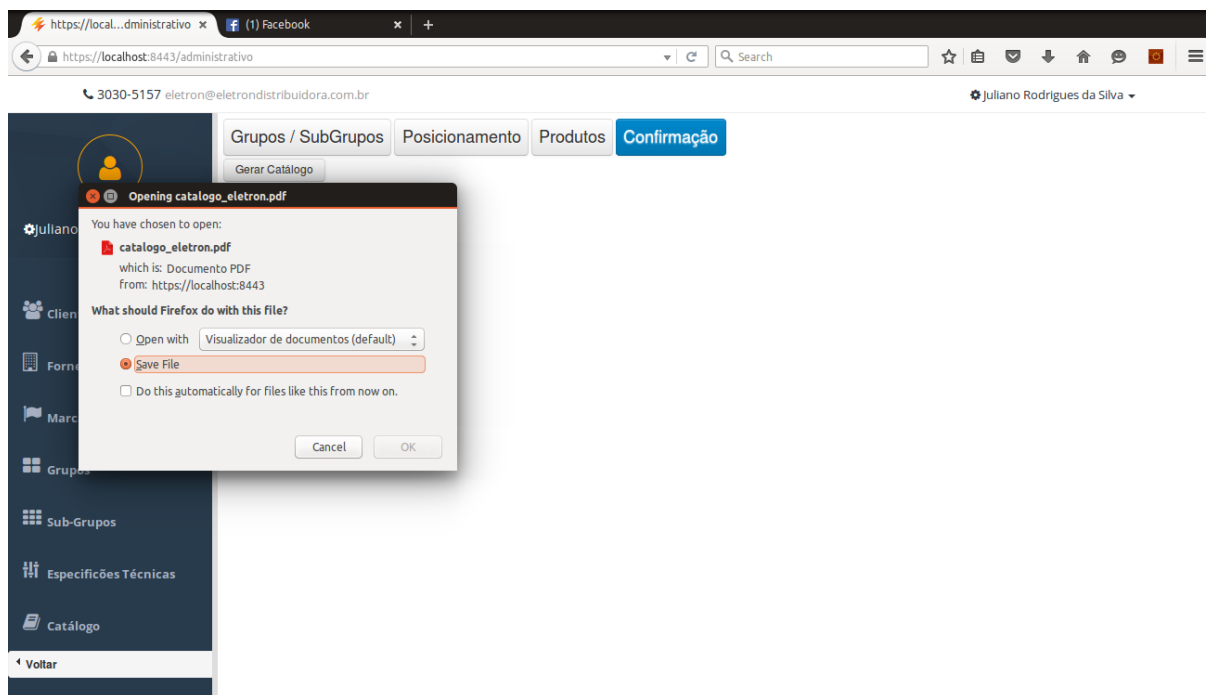 https://local...dministrativo
(1) Facebook
https://localhost:8443/administrativo
Search
3030-5157 eletron@eletrondistribuidora.com.br
Juliano Rodrigues da Silva
Grupos / SubGrupos
Posicionamento
Produtos
Confirmação
Gerar Catálogo
Opening catalogo_eletron.pdf
You have chosen to open:
catalogo_eletron.pdf
which is: Documento PDF
from: https://localhost:8443
What should Firefox do with this file?
Open with
Visualizador de documentos (default)
Save File
Do this automatically for files like this from now on.
Cancel
OK
Juliano
Clien
Forne
Marc
Grupos
Sub-Grupos
Especificões Técnicas
Catálogo
Voltar